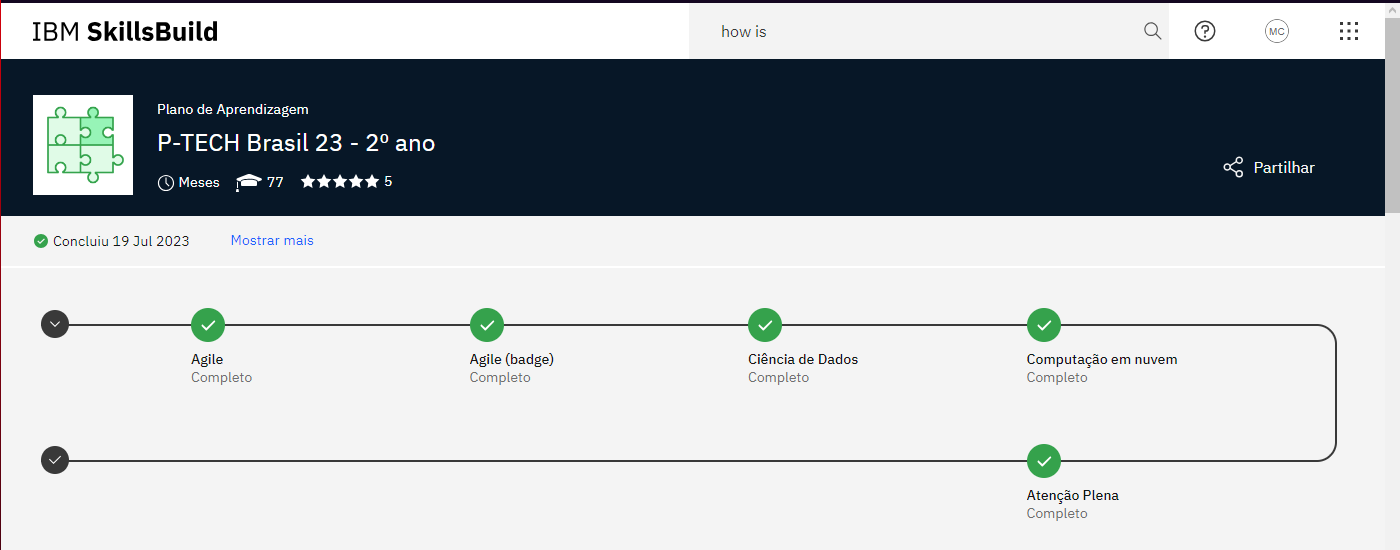 IBM SkillsBuild
how is
MC
Plano de Aprendizagem
P-TECH Brasil 23 - 2º ano
Meses 77 5
Partilhar
Concluiu 19 Jul 2023 Mostrar mais
Agile Agile (badge) Ciência de Dados Computação em nuvem
Completo Completo Completo Completo
Atenção Plena
Completo